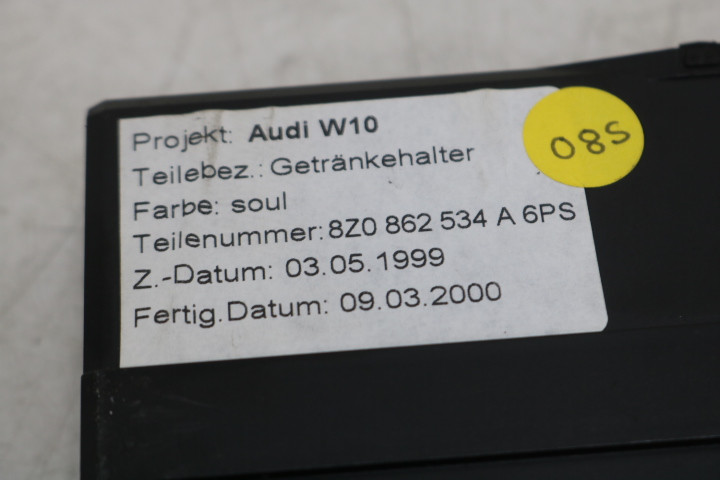 Projekt: Audi W10
Teilebez.: Getränkehalter
Farbe: soul
Teilenummer: 8Z0 862 534 A 6PS
Z.-Datum: 03.05.1999
Fertig.Datum: 09.03.2000
08S